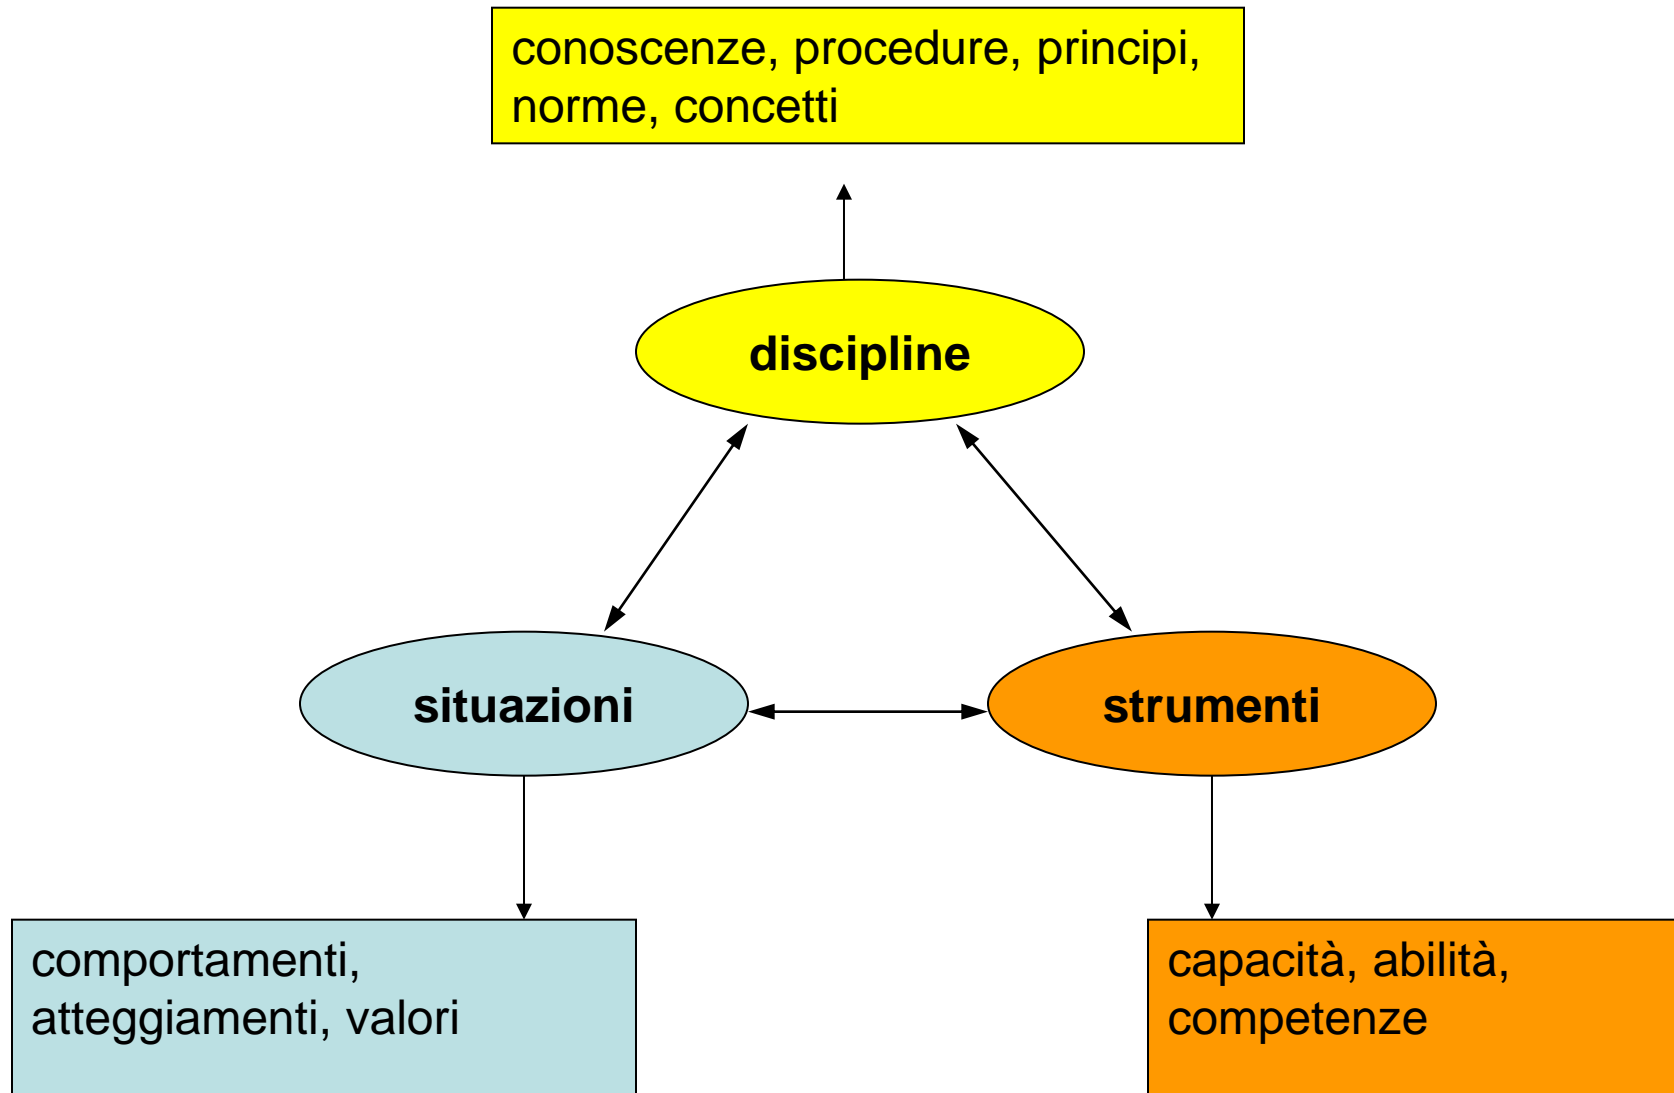 conoscenze, procedure, principi,
norme, concetti
discipline
situazioni
strumenti
comportamenti,
atteggiamenti, valori
capacità, abilità,
competenze